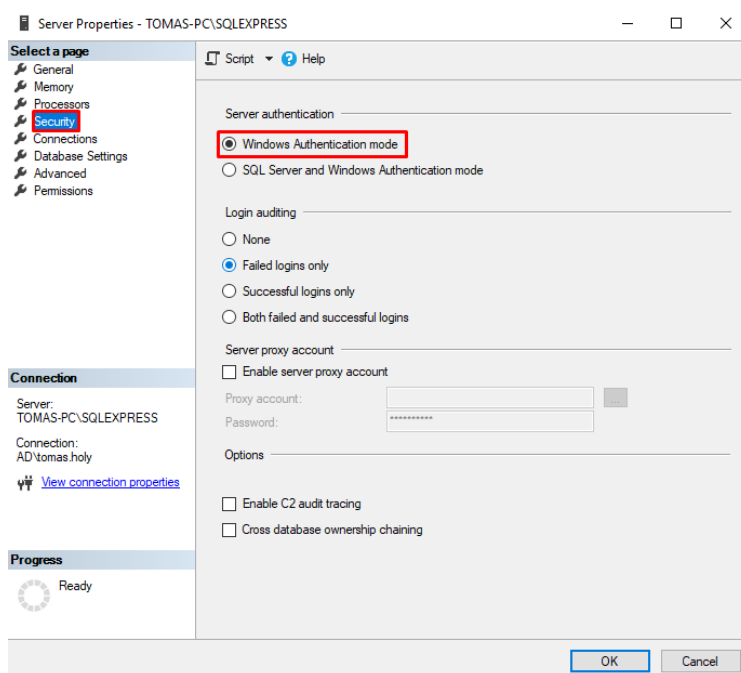 Server Properties - TOMAS-PC\SQLEXPRESS
Select a page
General
Memory
Processors
Security
Connections
Database Settings
Advanced
Permissions
Script
Help
Server authentication
Windows Authentication mode
SQL Server and Windows Authentication mode
Login auditing
None
Failed logins only
Successful logins only
Both failed and successful logins
Server proxy account
Enable server proxy account
Proxy account:
...
Password:
**********
Options
Enable C2 audit tracing
Cross database ownership chaining
Connection
Server:
TOMAS-PC\SQLEXPRESS
Connection:
AD\tomas.holy
View connection properties
Progress
Ready
OK
Cancel